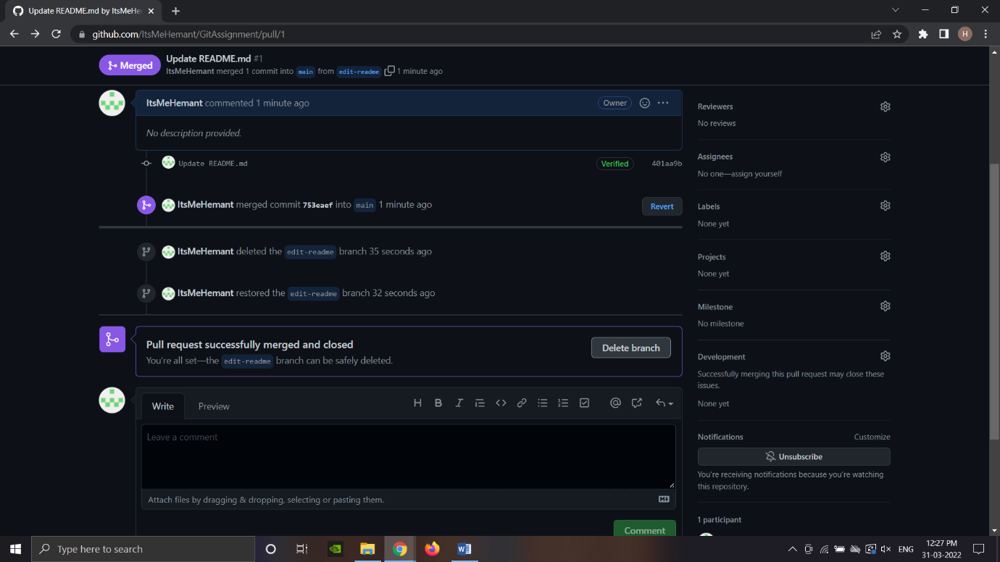 Update README.md by ItsMeHe
github.com/ItsMeHemant/GitAssignment/pull/1
H
Merged
Update README.md #1
ItsMeHemant merged 1 commit into main from edit-readme 1 minute ago
ItsMeHemant commented 1 minute ago
Owner
No description provided.
Update README.md
Verified
401aa9b
ItsMeHemant merged commit 753eaef into main 1 minute ago
Revert
ItsMeHemant deleted the edit-readme branch 35 seconds ago
ItsMeHemant restored the edit-readme branch 32 seconds ago
Pull request successfully merged and closed
You're all set—the edit-readme branch can be safely deleted.
Delete branch
Write
Preview
H B I
Leave a comment
Attach files by dragging & dropping, selecting or pasting them.
Comment
Reviewers
No reviews
Assignees
No one—assign yourself
Labels
None yet
Projects
None yet
Milestone
No milestone
Development
Successfully merging this pull request may close these
issues.
None yet
Notifications
Customize
Unsubscribe
You're receiving notifications because you're watching
this repository.
1 participant
Type here to search
ENG
12:27 PM
31-03-2022